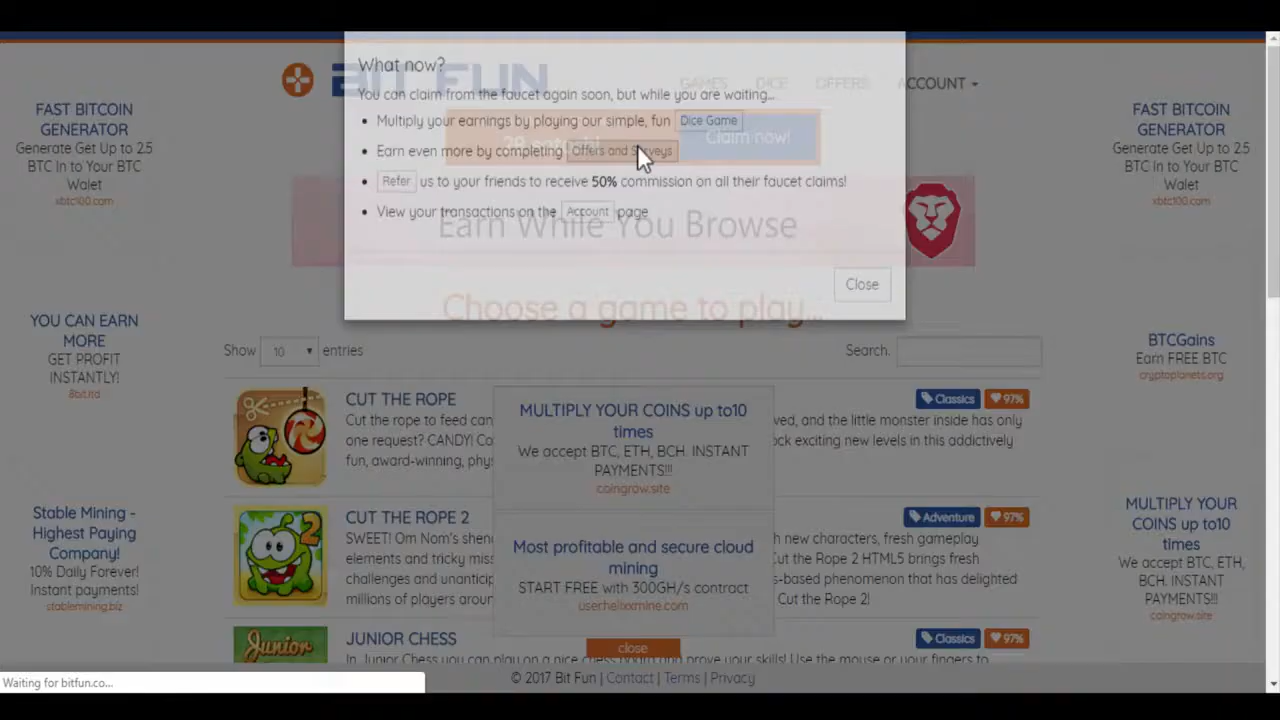 What now?
BIT FUN
GAMES DICE OFFERS ACCOUNT
You can claim from the faucet again soon, but while you are waiting...
Multiply your earnings by playing our simple, fun Dice Game
Claim now!
Earn even more by completing Offers and Surveys
Refer us to your friends to receive 50% commission on all their faucet claims!
View your transactions on the Account page
Earn While You Browse
Close
Choose a game to play...
FAST BITCOIN
GENERATOR
Generate Get Up to 2.5
BTC In to Your BTC
Walet
xbtc100.com
YOU CAN EARN
MORE
GET PROFIT
INSTANTLY!
8bit.ltd
Stable Mining -
Highest Paying
Company!
10% Daily Forever!
Instant payments!
stablemining.biz
Show 10 entries
Search:
CUT THE ROPE
Classics 97%
Cut the rope to feed
ved, and the little monster inside has only
one request? CANDY!
ck exciting new levels in this addictively
fun, award-winning,
CUT THE ROPE 2
Adventure 97%
SWEET! Om Nom's
h new characters, fresh gameplay
elements and tricky
Cut the Rope 2 HTML5 brings fresh
challenges and
s-based phenomenon that has delighted
millions of players
Cut the Rope 2!
JUNIOR CHESS
Classics 97%
Junior
In Junior Chess you can play on a nice chess board and prove your skills! Use the mouse or your fingers to
MULTIPLY YOUR COINS up to10
times
We accept BTC, ETH, BCH. INSTANT
PAYMENTS!!!
coingrow.site
Most profitable and secure cloud
mining
START FREE with 300GH/s contract
userhelixxmine.com
close
FAST BITCOIN
GENERATOR
Generate Get Up to 2.5
BTC In to Your BTC
Walet
xbtc100.com
BTCGains
Earn FREE BTC
cryptoplanets.org
MULTIPLY YOUR
COINS up to10
times
We accept BTC, ETH,
BCH. INSTANT
PAYMENTS!!!
coingrow.site
Waiting for bitfun.co...
© 2017 Bit Fun | Contact | Terms | Privacy